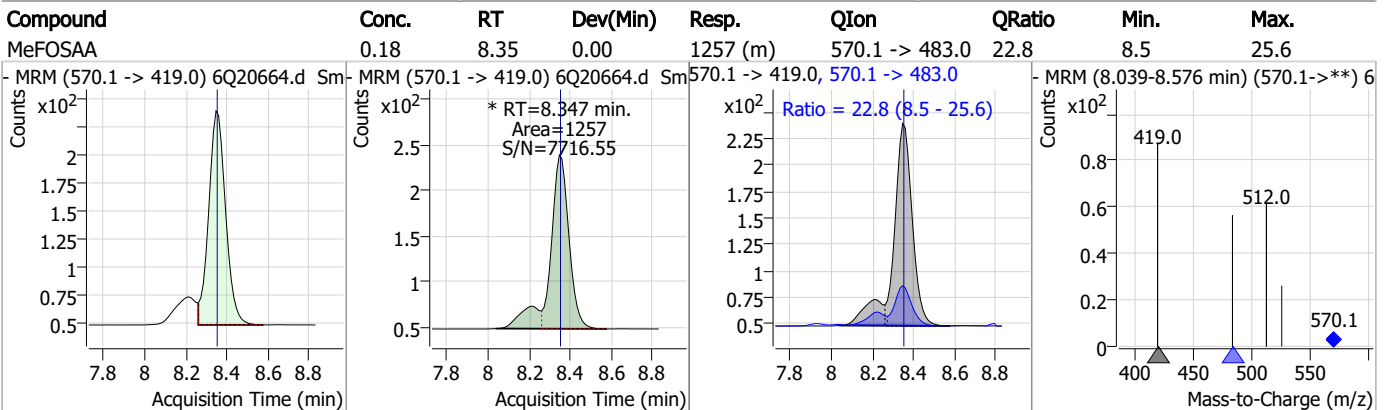 Compound Conc. RT Dev(Min) Resp. QIon QRatio Min. Max.
MeFOSAA 0.18 8.35 0.00 1257 (m) 570.1 -> 483.0 22.8 8.5 25.6
- MRM (570.1 -> 419.0) 6Q20664.d Sm
Counts
x10²
2
1.75
1.5
1.25
1
0.75
0.5
7.8 8 8.2 8.4 8.6 8.8
Acquisition Time (min)
- MRM (570.1 -> 419.0) 6Q20664.d Sm
Counts
x10²
* RT=8.347 min.
Area=1257
S/N=7716.55
2.5
2
1.5
1
0.5
7.8 8 8.2 8.4 8.6 8.8
Acquisition Time (min)
570.1 -> 419.0, 570.1 -> 483.0
x10²
Ratio = 22.8 (8.5 - 25.6)
2.25
2
1.75
1.5
1.25
1
0.75
0.5
7.8 8 8.2 8.4 8.6 8.8
Acquisition Time (min)
- MRM (8.039-8.576 min) (570.1->**) 6
Counts
x10²
419.0
512.0
570.1
0.8
0.6
0.4
0.2
0
400 450 500 550
Mass-to-Charge (m/z)